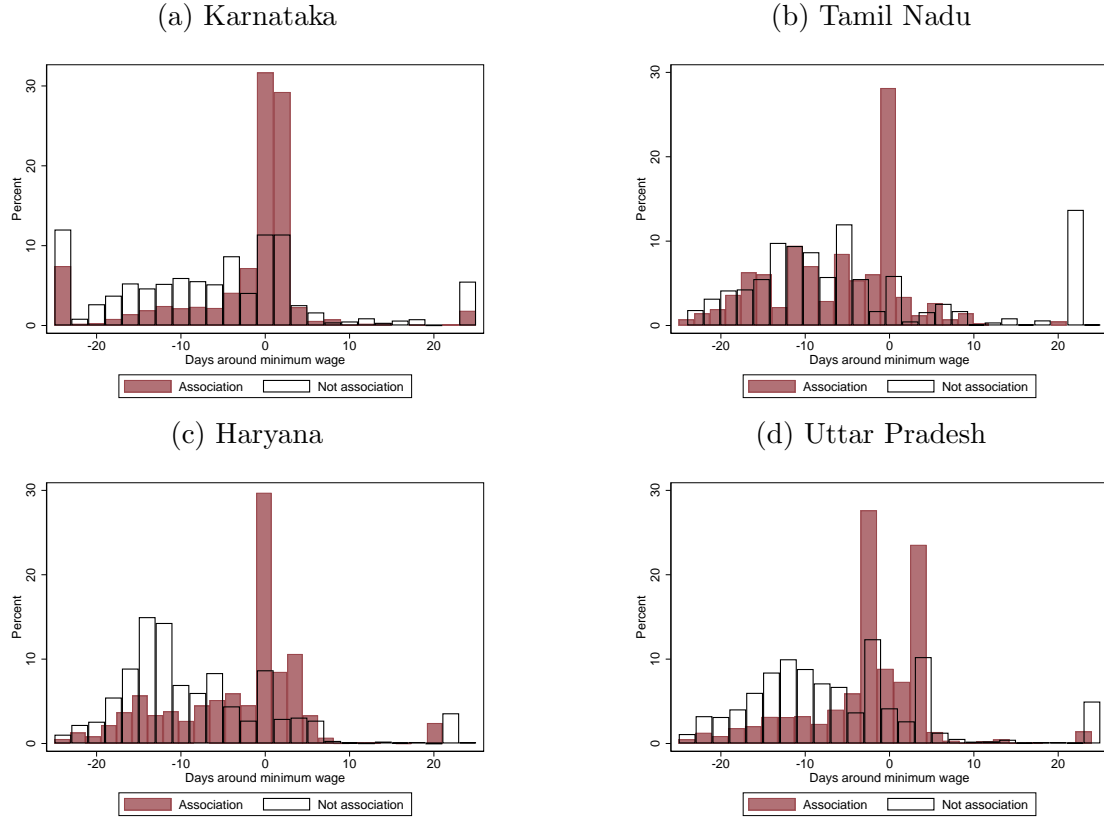 (a) Karnataka
(b) Tamil Nadu
30
20
10
0
Percent
-20 -10 0 10 20
Days around minimum wage
Association Not association
30
20
10
0
Percent
-20 -10 0 10 20
Days around minimum wage
Association Not association
(c) Haryana
(d) Uttar Pradesh
30
20
10
0
Percent
-20 -10 0 10 20
Days around minimum wage
Association Not association
30
20
10
0
Percent
-20 -10 0 10 20
Days around minimum wage
Association Not association